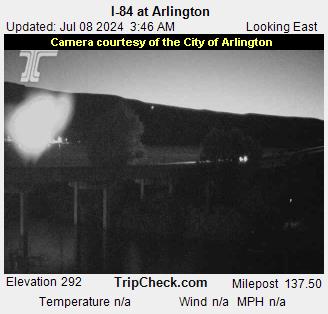 I-84 at Arlington
Updated: Jul 08 2024 3:46 AM Looking East
Camera courtesy of the City of Arlington
Elevation 292 TripCheck.com Milepost 137.50
Temperature n/a Wind n/a MPH n/a